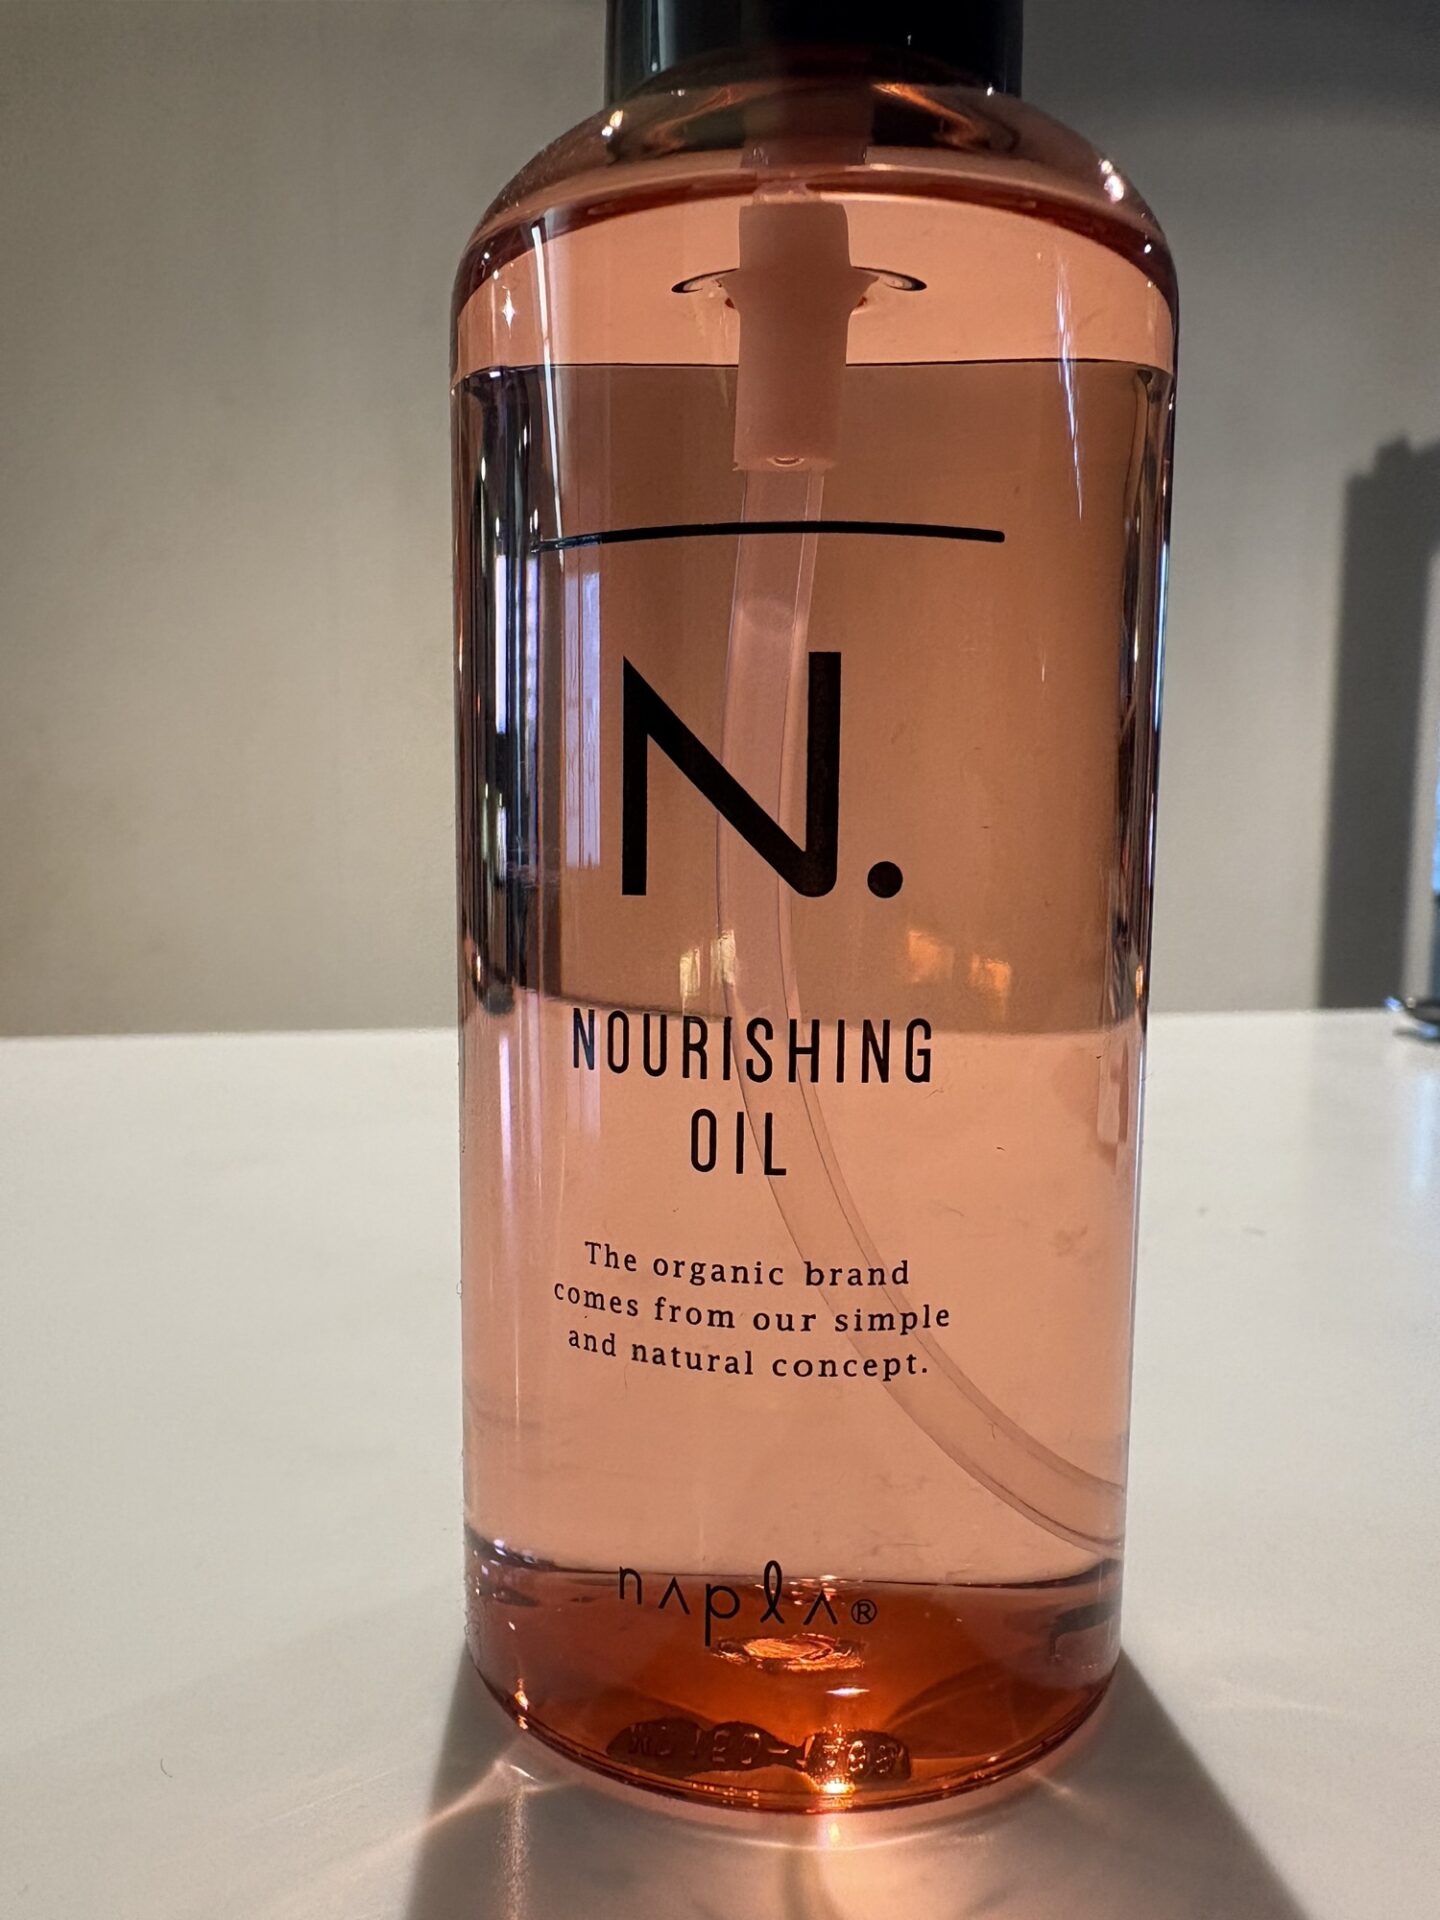 N.
NOURISHING
OIL
The organic brand
comes from our simple
and natural concept.
napla®